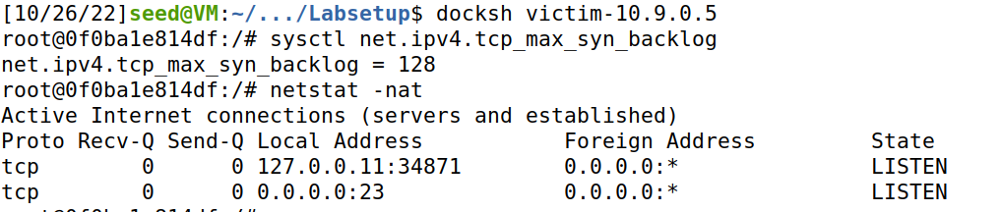 [10/26/22]seed@VM:~/.../Labsetup$ docksh victim-10.9.0.5
root@0f0ba1e814df:/# sysctl net.ipv4.tcp_max_syn_backlog
net.ipv4.tcp_max_syn_backlog = 128
root@0f0ba1e814df:/# netstat -nat
Active Internet connections (servers and established)
Proto Recv-Q Send-Q Local Address           Foreign Address         State
tcp        0      0 127.0.0.11:34871        0.0.0.0:*               LISTEN
tcp        0      0 0.0.0.0:23              0.0.0.0:*               LISTEN
root@0f0ba1e814df:/#